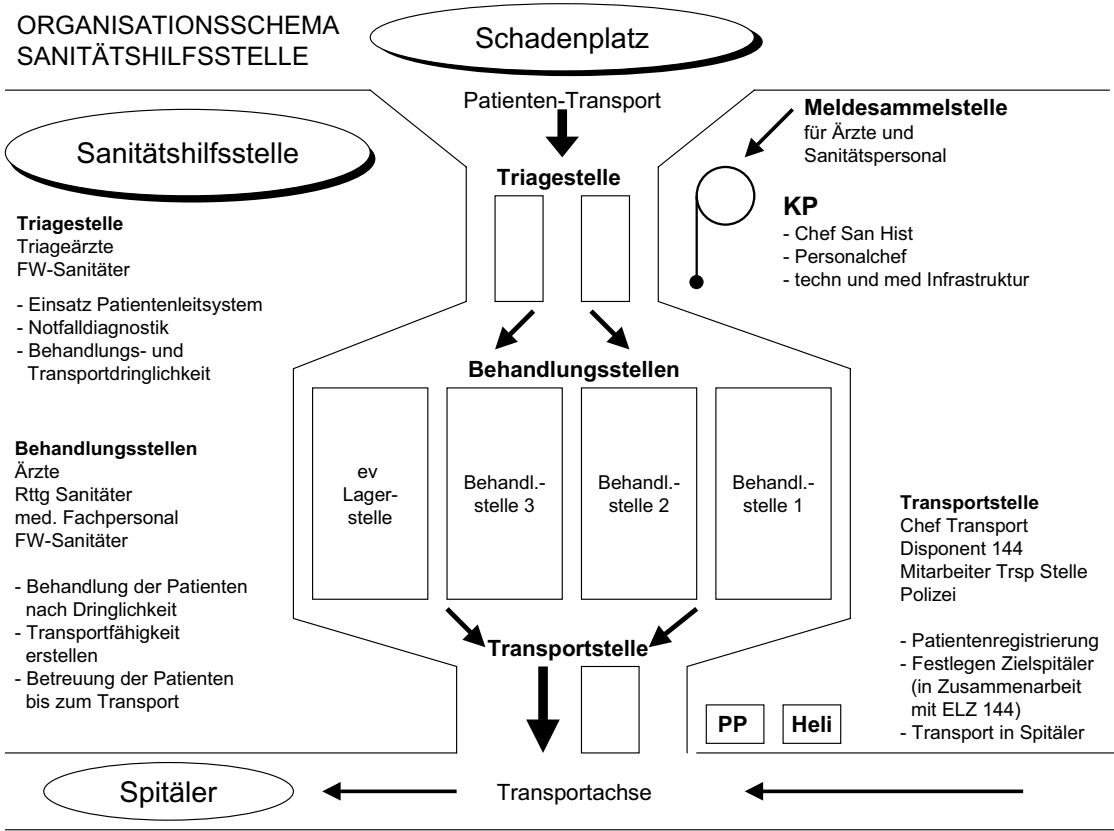 ORGANISATIONSSCHEMA
SANITÄTSHILFSSTELLE
Schadenplatz
Patienten-Transport
Meldesammelstelle
für Ärzte und
Sanitätspersonal
Sanitätshilfsstelle
Triagestelle
KP
- Chef San Hist
- Personalchef
- techn und med Infrastruktur
Triagestelle
Triageärzte
FW-Sanitäter
- Einsatz Patientenleitsystem
- Notfalldiagnostik
- Behandlungs- und
Transportdringlichkeit
Behandlungsstellen
ev
Lager-
stelle
Behandl.-
stelle 3
Behandl.-
stelle 2
Behandl.-
stelle 1
Behandlungsstellen
Ärzte
Rttg Sanitäter
med. Fachpersonal
FW-Sanitäter
- Behandlung der Patienten
nach Dringlichkeit
- Transportfähigkeit
erstellen
- Betreuung der Patienten
bis zum Transport
Transportstelle
Transportstelle
Chef Transport
Disponent 144
Mitarbeiter Trsp Stelle
Polizei
- Patientenregistrierung
- Festlegen Zielspitäler
(in Zusammenarbeit
mit ELZ 144)
- Transport in Spitäler
PP
Heli
Spitäler
Transportachse